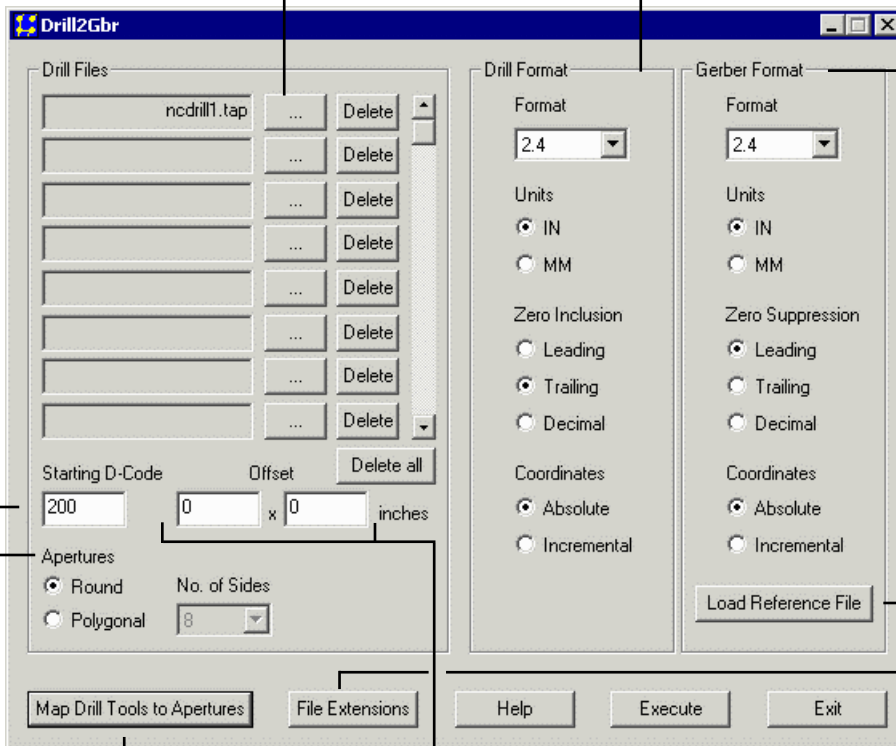 Drill2Gbr
Drill Files
ncdrill1.tap ... Delete
... Delete
... Delete
... Delete
... Delete
... Delete
... Delete
... Delete
Delete all
Starting D-Code Offset
200 0 x 0 inches
Apertures
Round No. of Sides
Polygonal 8
Drill Format
Format
2.4
Units
IN
MM
Zero Inclusion
Leading
Trailing
Decimal
Coordinates
Absolute
Incremental
Gerber Format
Format
2.4
Units
IN
MM
Zero Suppression
Leading
Trailing
Decimal
Coordinates
Absolute
Incremental
Load Reference File
Map Drill Tools to Apertures File Extensions Help Execute Exit